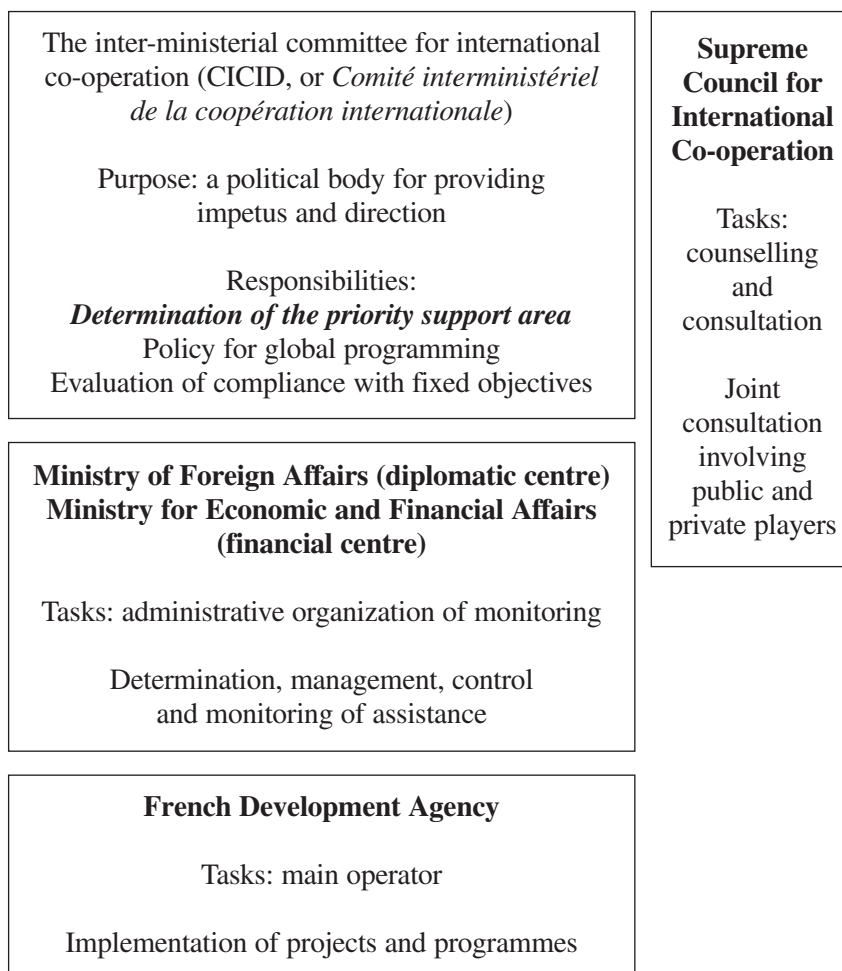 The inter-ministerial committee for international
co-operation (CICID, or Comité interministériel
de la coopération internationale)
Purpose: a political body for providing
impetus and direction
Responsibilities:
Determination of the priority support area
Policy for global programming
Evaluation of compliance with fixed objectives
Ministry of Foreign Affairs (diplomatic centre)
Ministry for Economic and Financial Affairs
(financial centre)
Tasks: administrative organization of monitoring
Determination, management, control
and monitoring of assistance
French Development Agency
Tasks: main operator
Implementation of projects and programmes
Supreme
Council for
International
Co-operation
Tasks:
counselling
and
consultation
Joint
consultation
involving
public and
private players